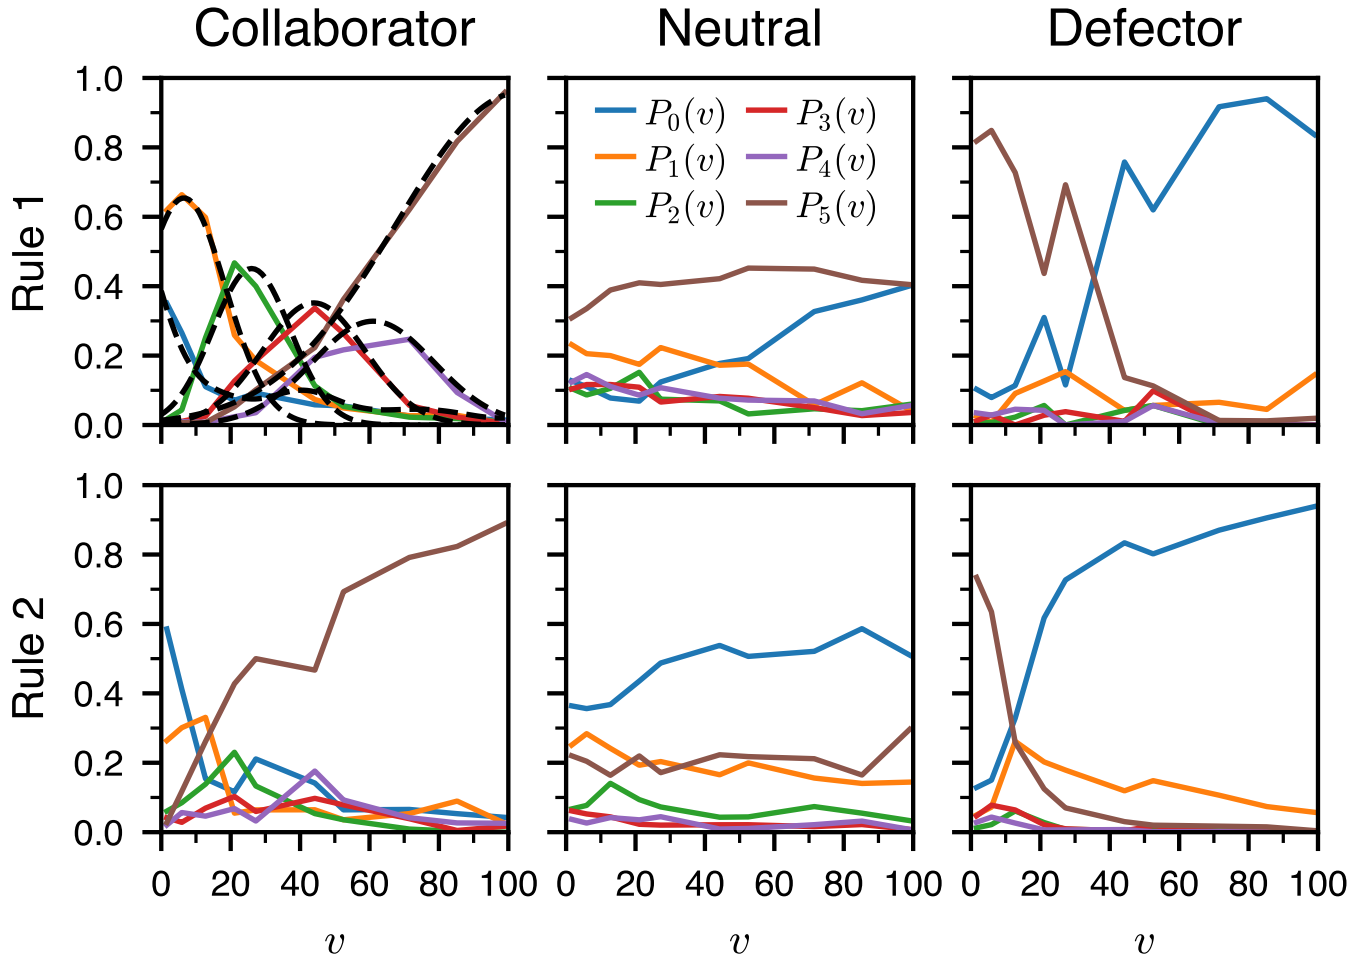 Collaborator Neutral Defector
Rule 1
1.0
0.8
0.6
0.4
0.2
0.0
P₀(v) P₃(v)
P₁(v) P₄(v)
P₂(v) P₅(v)
Rule 2
1.0
0.8
0.6
0.4
0.2
0.0
0 20 40 60 80 100 0 20 40 60 80 100 0 20 40 60 80 100
v v v